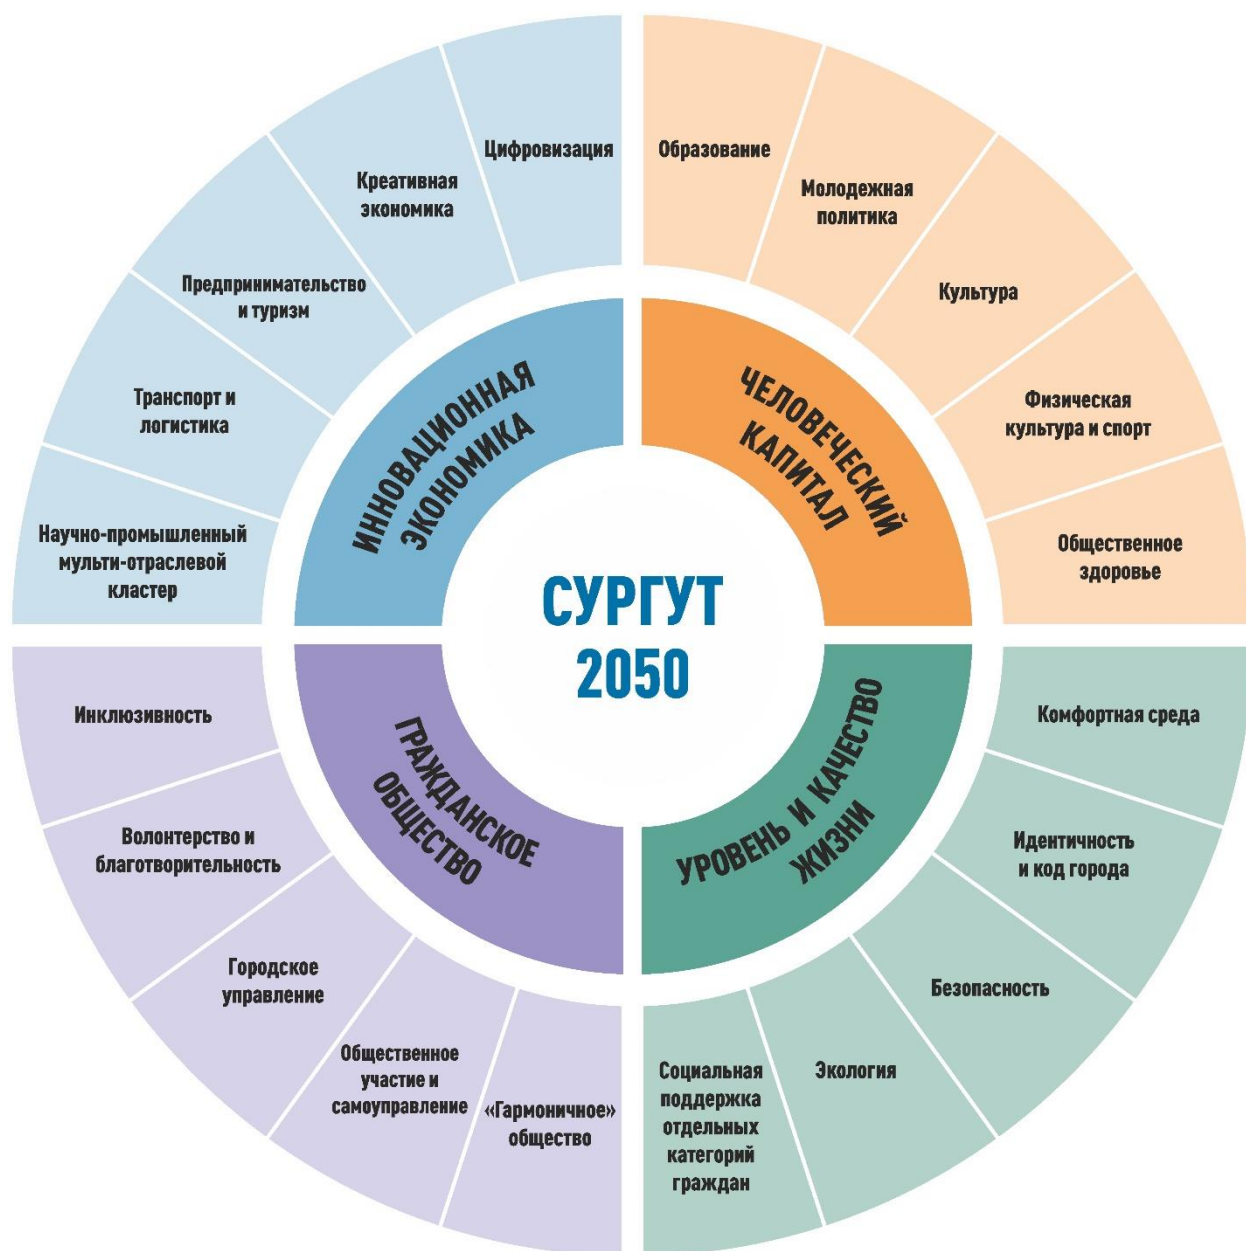 СУРГУТ
2050
ИННОВАЦИОННАЯ
ЭКОНОМИКА
Научно-промышленный
мульти-отраслевой
кластер
Транспорт и
логистика
Предпринимательство
и туризм
Креативная
экономика
Цифровизация
ЧЕЛОВЕЧЕСКИЙ
КАПИТАЛ
Образование
Молодежная
политика
Культура
Физическая
культура и спорт
Общественное
здоровье
УРОВЕНЬ И КАЧЕСТВО
ЖИЗНИ
Комфортная среда
Идентичность
и код города
Безопасность
Экология
Социальная
поддержка
отдельных
категорий
граждан
ГРАЖДАНСКОЕ
ОБЩЕСТВО
«Гармоничное»
общество
Общественное
участие и
самоуправление
Городское
управление
Волонтерство и
благотворительность
Инклюзивность